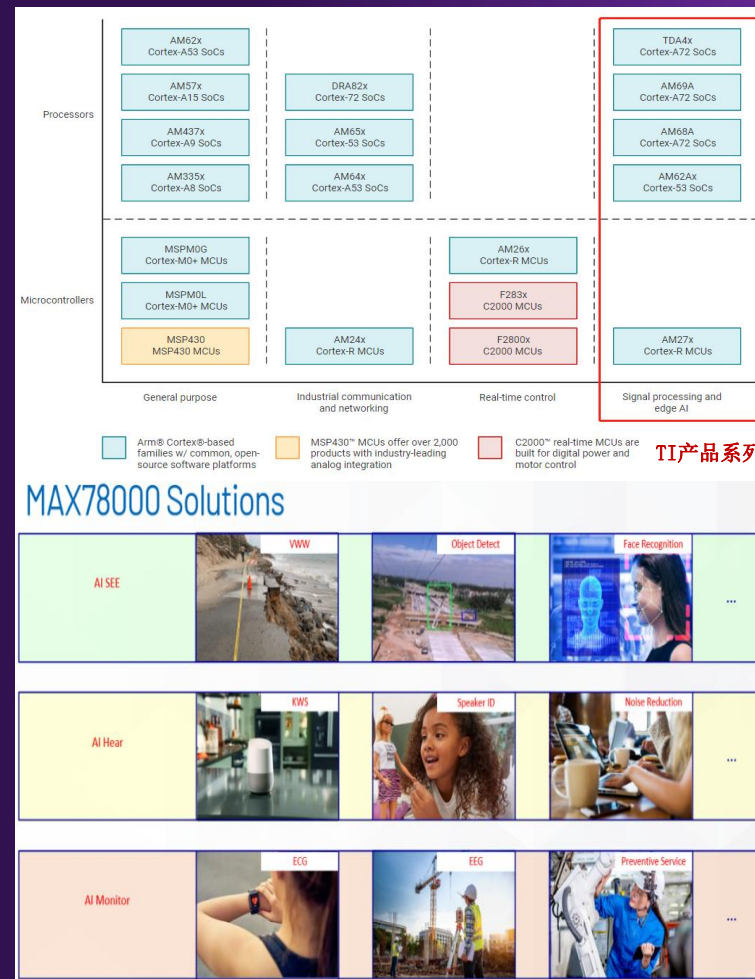 AM62x
Cortex-A53 SoCs
TDA4x
Cortex-A72 SoCs
AM57x
Cortex-A15 SoCs
DRA82x
Cortex-72 SoCs
AM69A
Cortex-A72 SoCs
Processors
AM437x
Cortex-A9 SoCs
AM65x
Cortex-53 SoCs
AM68A
Cortex-A72 SoCs
AM335x
Cortex-A8 SoCs
AM64x
Cortex-A53 SoCs
AM62Ax
Cortex-53 SoCs
MSPM0G
Cortex-M0+ MCUs
AM26x
Cortex-R MCUs
Microcontrollers
MSPM0L
Cortex-M0+ MCUs
F283x
C2000 MCUs
MSP430
MSP430 MCUs
AM24x
Cortex-R MCUs
F2800x
C2000 MCUs
AM27x
Cortex-R MCUs
General purpose
Industrial communication
and networking
Real-time control
Signal processing and
edge AI
Arm® Cortex®-based
families w/ common, open-
source software platforms
MSP430™ MCUs offer over 2,000
products with industry-leading
analog integration
C2000™ real-time MCUs are
built for digital power and
motor control
TI产品系列
MAX78000 Solutions
AI SEE
VWW
Object Detect
Face Recognition
...
AI Hear
KWS
Speaker ID
Noise Reduction
...
AI Monitor
ECG
EEG
Preventive Service
...